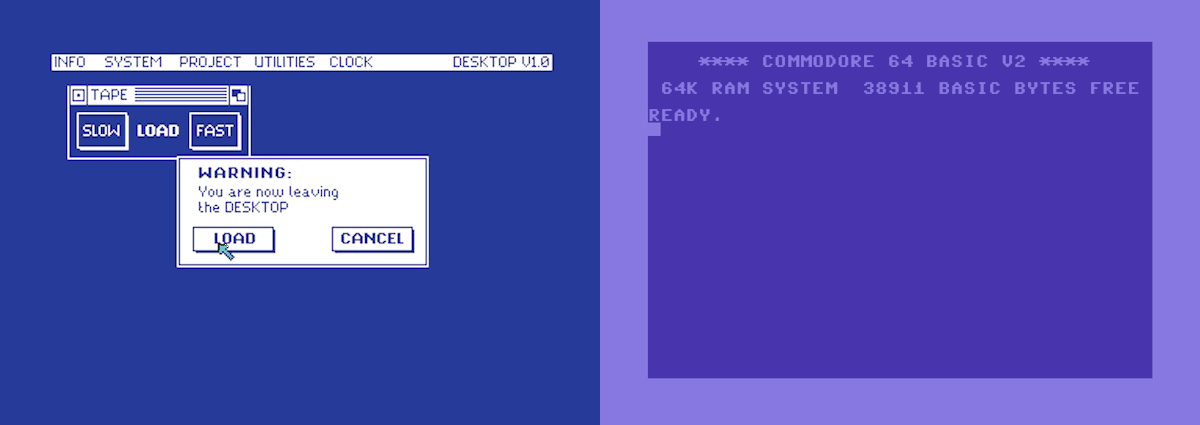 INFO SYSTEM PROJECT UTILITIES CLOCK DESKTOP V1.0
TAPE
SLOW LOAD FAST
WARNING:
You are now leaving
the DESKTOP
LOAD CANCEL
**** COMMODORE 64 BASIC V2 ****
64K RAM SYSTEM 38911 BASIC BYTES FREE
READY.